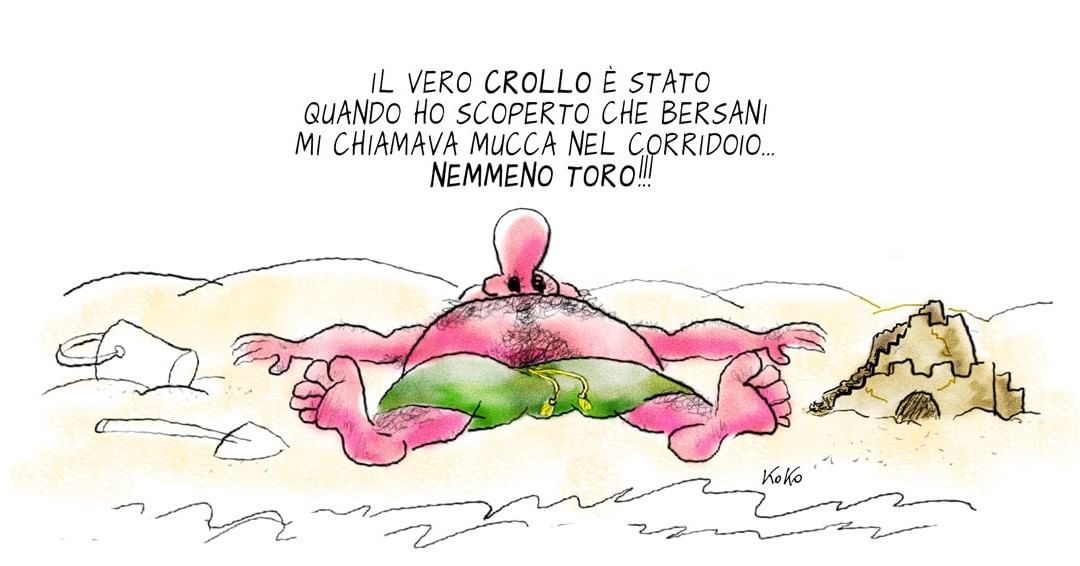 IL VERO CROLLO È STATO
QUANDO HO SCOPERTO CHE BERSANI
MI CHIAMAVA MUCCA NEL CORRIDOIO...
NEMMENO TORO!!!
KOKO